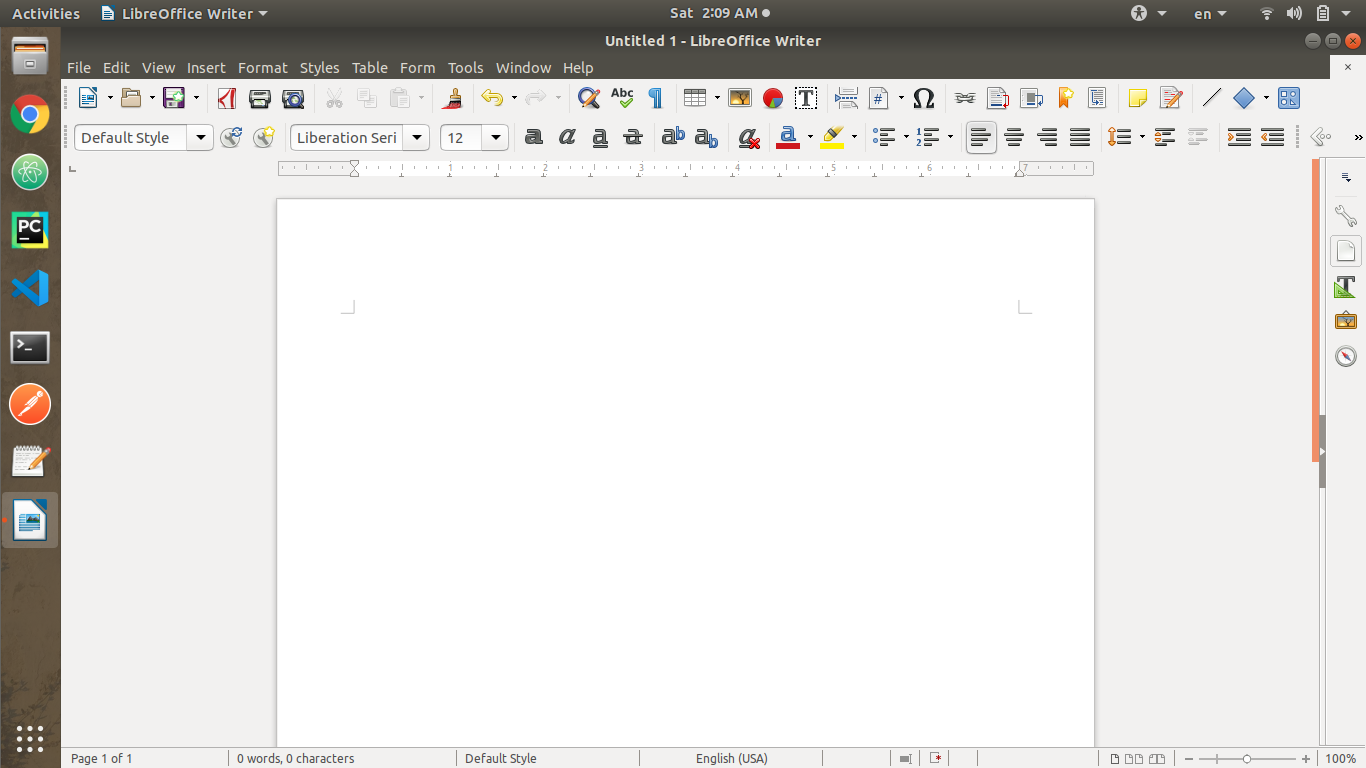 Activities LibreOffice Writer Sat 2:09 AM en
Untitled 1 - LibreOffice Writer
File Edit View Insert Format Styles Table Form Tools Window Help
Abc
Default Style Liberation Seri 12
1 2 3 4 5 6 7
PC
Page 1 of 1 0 words, 0 characters Default Style English (USA) 100%